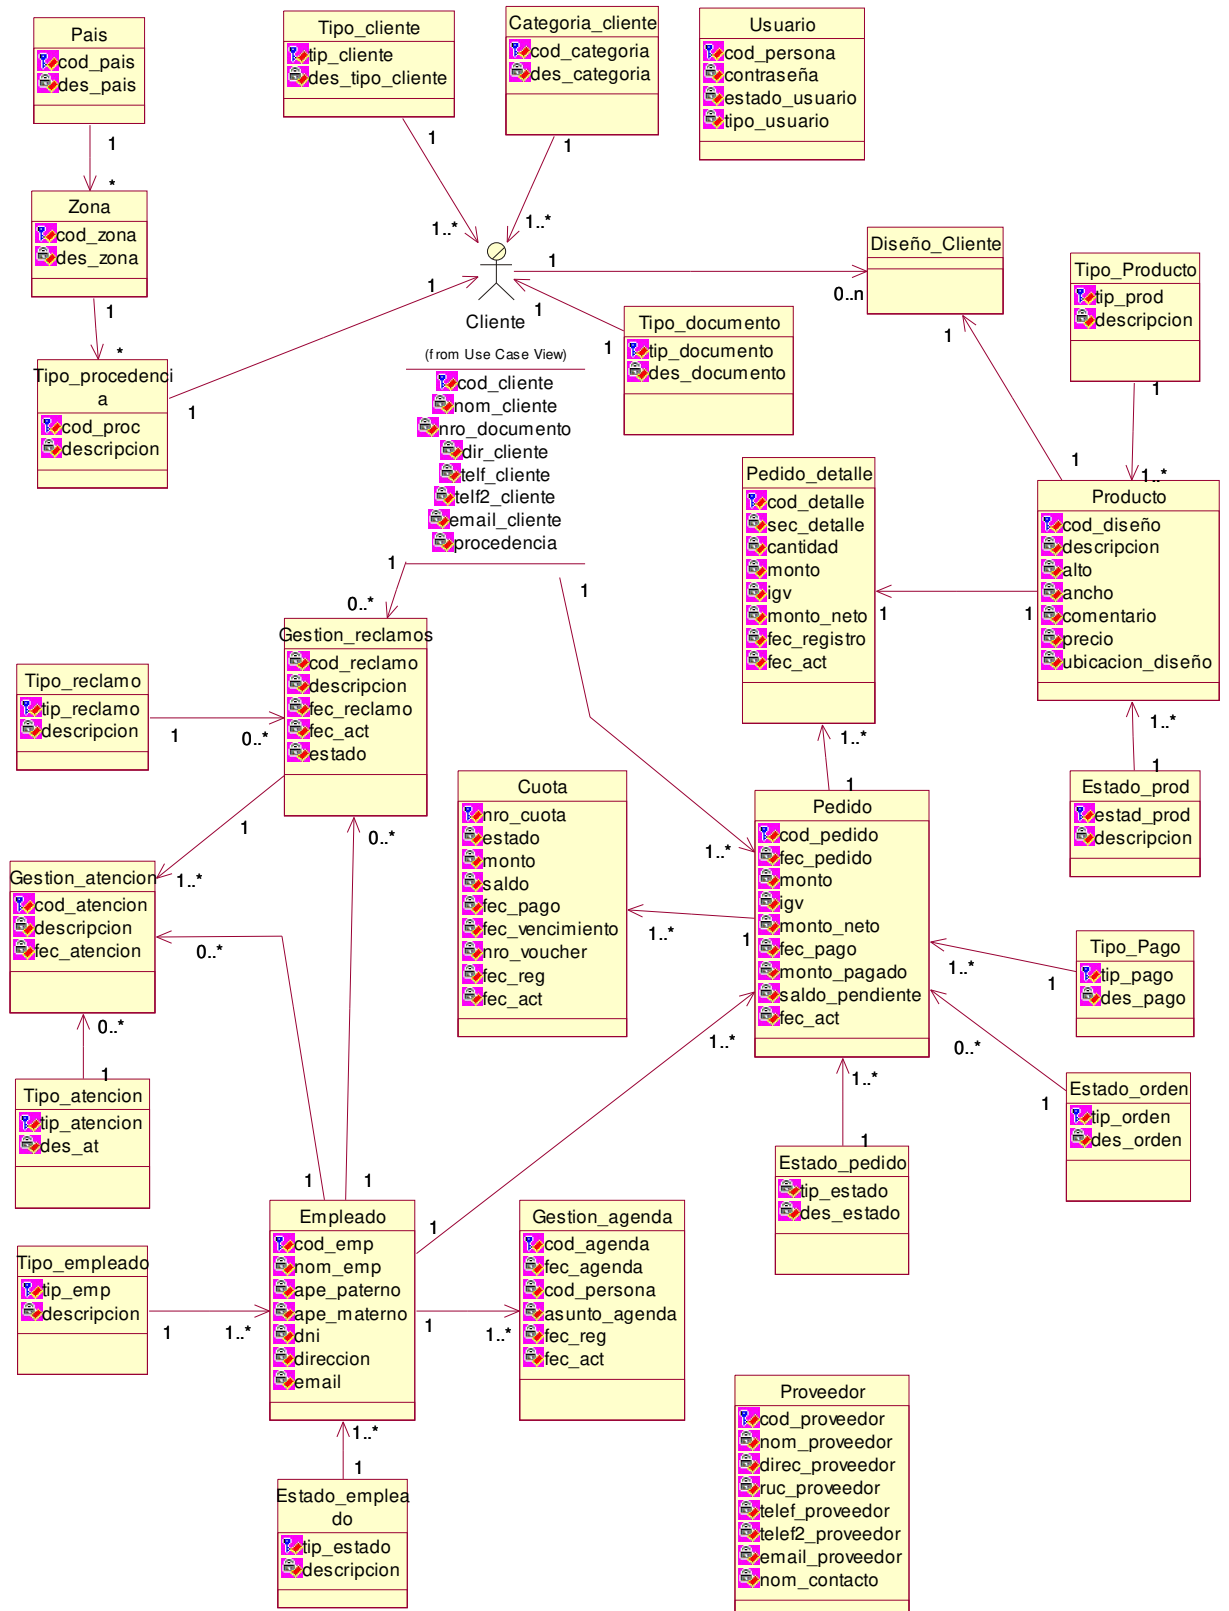 Pais
cod_pais
des_pais
1
*
Zona
cod_zona
des_zona
1
*
Tipo_procedenci
a
cod_proc
descripcion
1
1
Tipo_cliente
tip_cliente
des_tipo_cliente
1
1..*
Categoria_cliente
cod_categoria
des_categoria
1
1..*
Usuario
cod_persona
contraseña
estado_usuario
tipo_usuario
Cliente
(from Use Case View)
cod_cliente
nom_cliente
nro_documento
dir_cliente
telf_cliente
telf2_cliente
email_cliente
procedencia
1
0..n
Diseño_Cliente
1
1
Tipo_documento
tip_documento
des_documento
1
1
Tipo_Producto
tip_prod
descripcion
1
1..*
Producto
cod_diseño
descripcion
alto
ancho
comentario
precio
ubicacion_diseño
1
1
Pedido_detalle
cod_detalle
sec_detalle
cantidad
monto
igv
monto_neto
fec_registro
fec_act
1..*
1
1..*
1
Estado_prod
estad_prod
descripcion
1
0..*
1
1..*
Gestion_reclamos
cod_reclamo
descripcion
fec_reclamo
fec_act
estado
Tipo_reclamo
tip_reclamo
descripcion
1
0..*
1
1..*
0..*
Gestion_atencion
cod_atencion
descripcion
fec_atencion
0..*
0..*
1
Tipo_atencion
tip_atencion
des_at
Cuota
nro_cuota
estado
monto
saldo
fec_pago
fec_vencimiento
nro_voucher
fec_reg
fec_act
1..*
1
Pedido
cod_pedido
fec_pedido
monto
igv
monto_neto
fec_pago
monto_pagado
saldo_pendiente
fec_act
1..*
1
Tipo_Pago
tip_pago
des_pago
0..*
1
Estado_orden
tip_orden
des_orden
1..*
1
Estado_pedido
tip_estado
des_estado
1..*
1
1
1
Empleado
cod_emp
nom_emp
ape_paterno
ape_materno
dni
direccion
email
Tipo_empleado
tip_emp
descripcion
1
1..*
1
1..*
Gestion_agenda
cod_agenda
fec_agenda
cod_persona
asunto_agenda
fec_reg
fec_act
1..*
1
Estado_emplea
do
tip_estado
descripcion
Proveedor
cod_proveedor
nom_proveedor
direc_proveedor
ruc_proveedor
telef_proveedor
telef2_proveedor
email_proveedor
nom_contacto